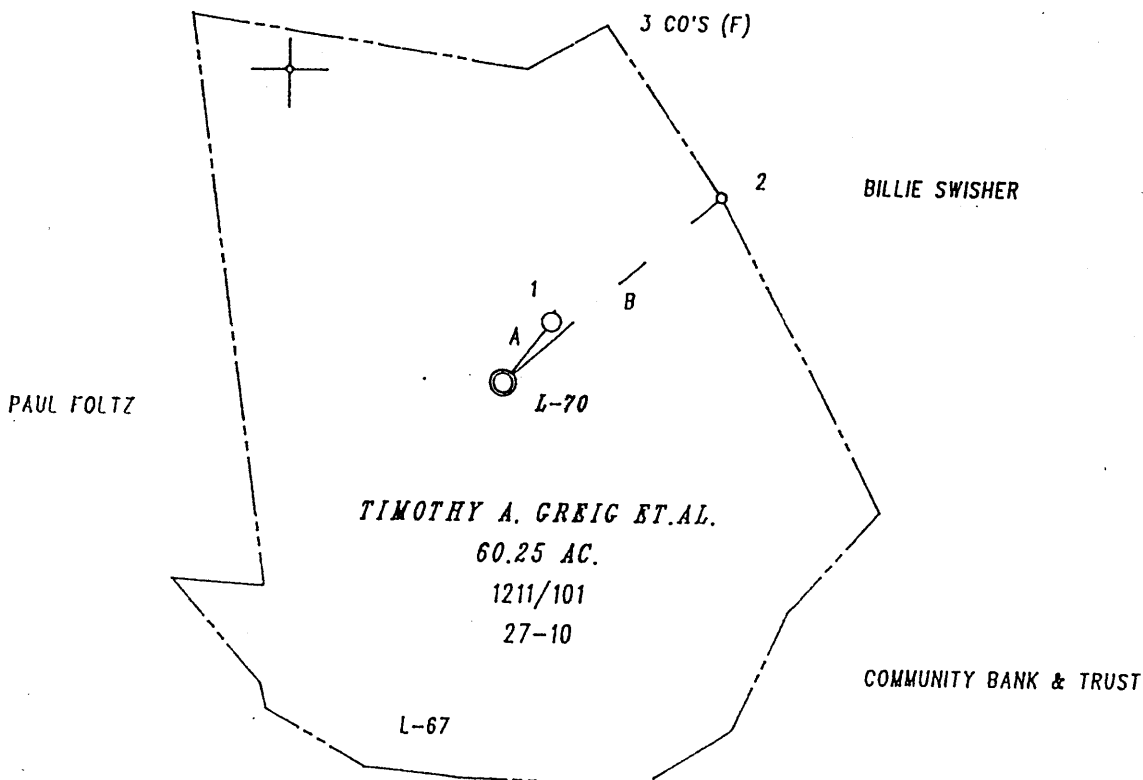 3 CO'S (F)
2
BILLIE SWISHER
1
B
A
L-70
PAUL FOLTZ
TIMOTHY A. GREIG ET.AL.
60.25 AC.
1211/101
27-10
COMMUNITY BANK & TRUST
L-67